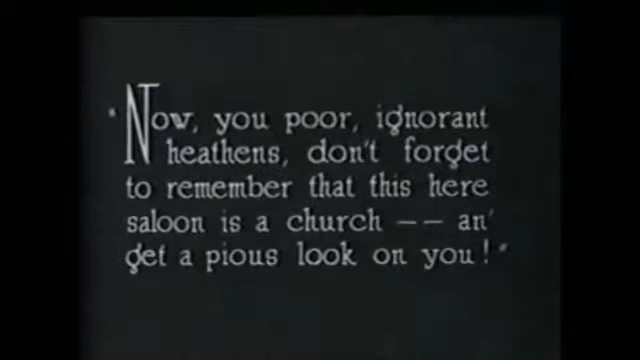 "Now, you poor, ignorant
heathens, don't forget
to remember that this here
saloon is a church -- an'
get a pious look on you!"